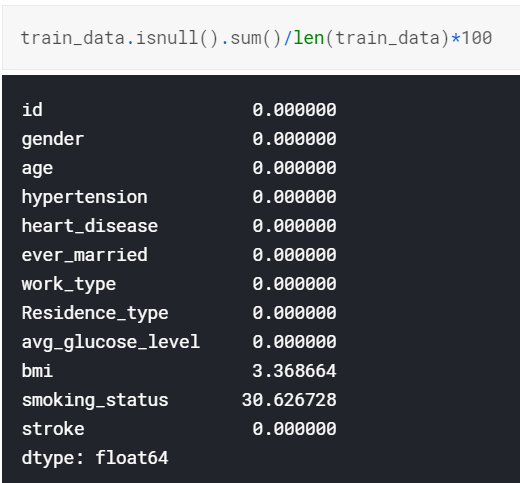 train_data.isnull().sum()/len(train_data)*100
id 0.000000
gender 0.000000
age 0.000000
hypertension 0.000000
heart_disease 0.000000
ever_married 0.000000
work_type 0.000000
Residence_type 0.000000
avg_glucose_level 0.000000
bmi 3.368664
smoking_status 30.626728
stroke 0.000000
dtype: float64